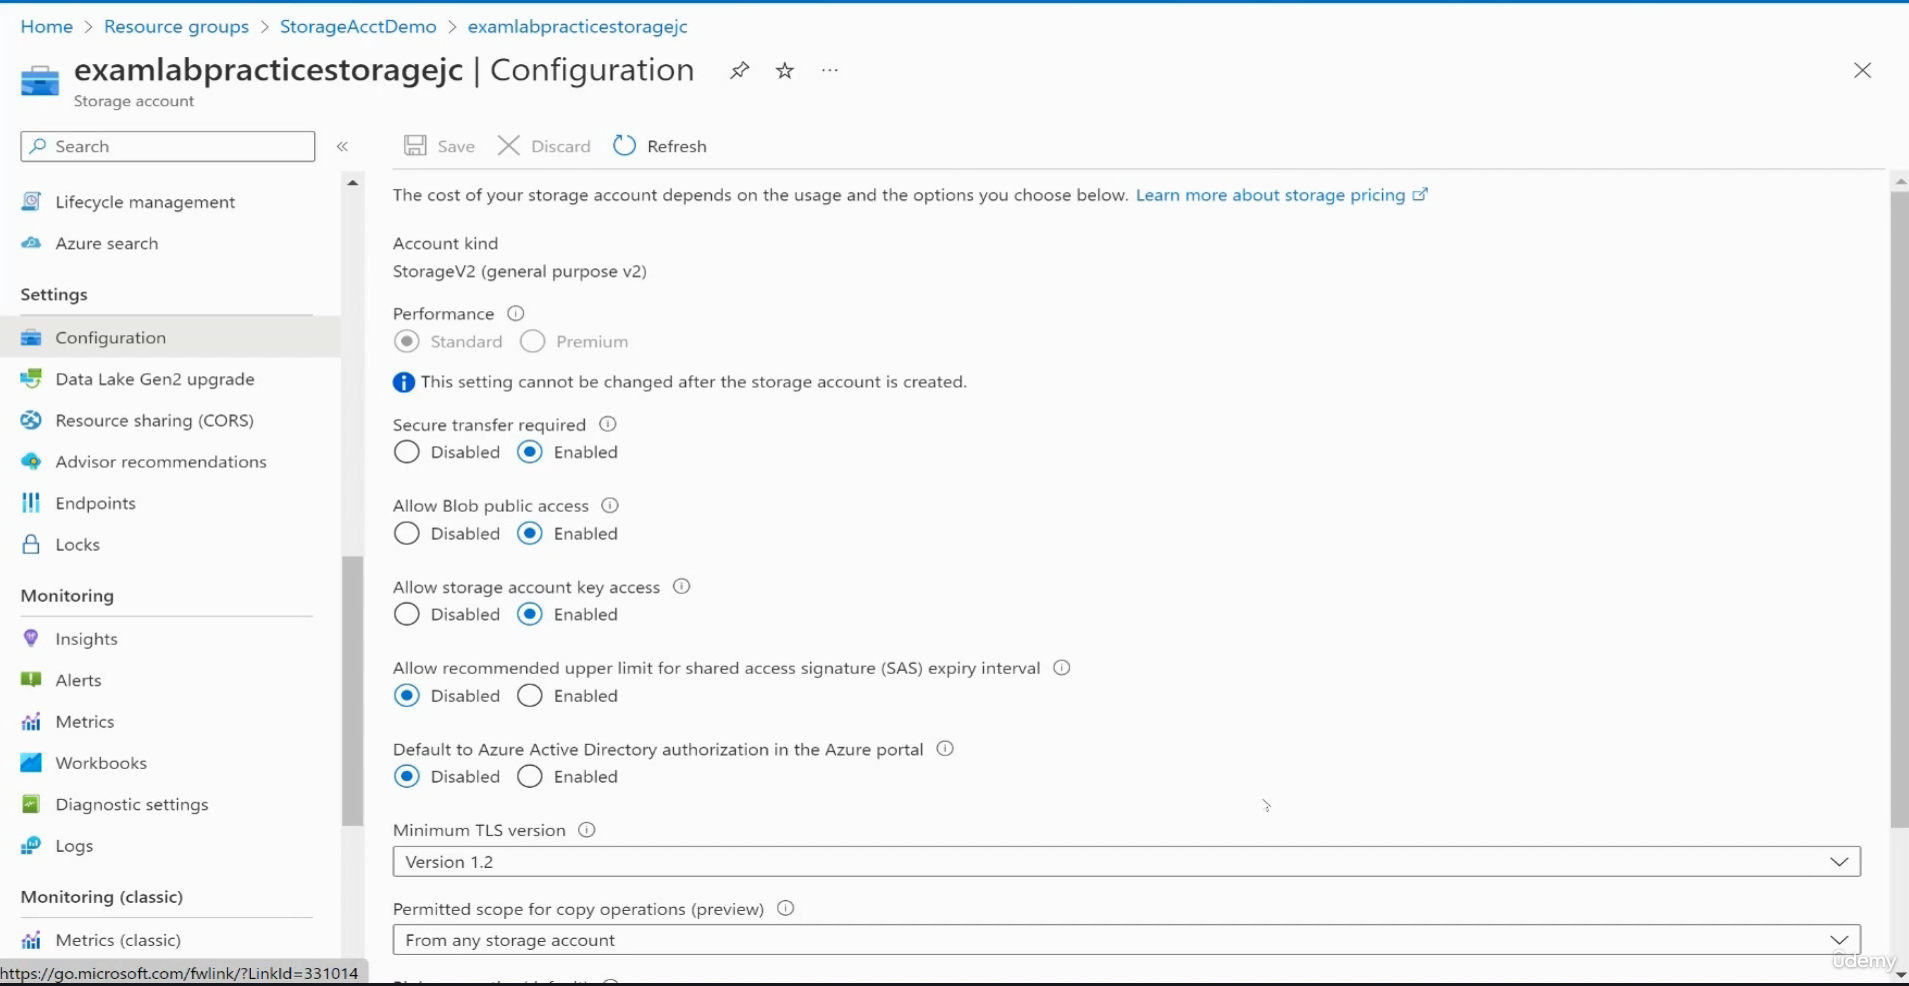 Home > Resource groups > StorageAcctDemo > examlabpracticestoragejc
examlabpracticestoragejc | Configuration
Storage account
Search
Save Discard Refresh
Lifecycle management
Azure search
Settings
Configuration
Data Lake Gen2 upgrade
Resource sharing (CORS)
Advisor recommendations
Endpoints
Locks
Monitoring
Insights
Alerts
Metrics
Workbooks
Diagnostic settings
Logs
Monitoring (classic)
Metrics (classic)
https://go.microsoft.com/fwlink/?LinkId=331014
The cost of your storage account depends on the usage and the options you choose below. Learn more about storage pricing
Account kind
StorageV2 (general purpose v2)
Performance
Standard Premium
This setting cannot be changed after the storage account is created.
Secure transfer required
Disabled Enabled
Allow Blob public access
Disabled Enabled
Allow storage account key access
Disabled Enabled
Allow recommended upper limit for shared access signature (SAS) expiry interval
Disabled Enabled
Default to Azure Active Directory authorization in the Azure portal
Disabled Enabled
Minimum TLS version
Version 1.2
Permitted scope for copy operations (preview)
From any storage account
ûdemy